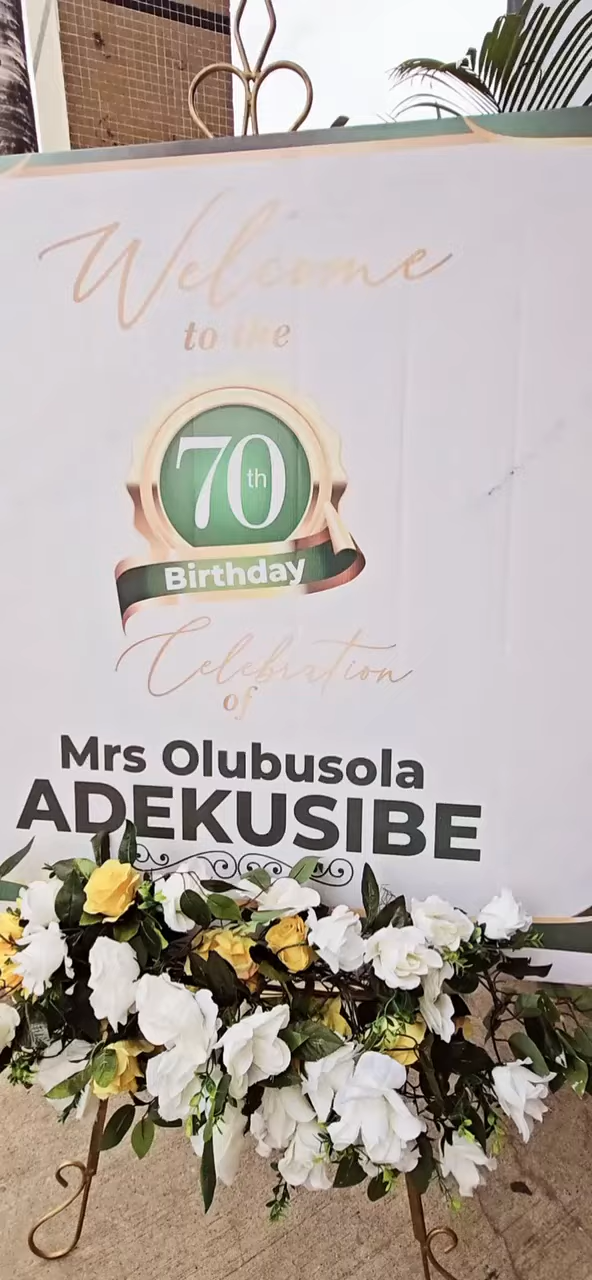 Welcome
to the
70th
Birthday
Celebration
of
Mrs Olubusola
ADEKUSIBE